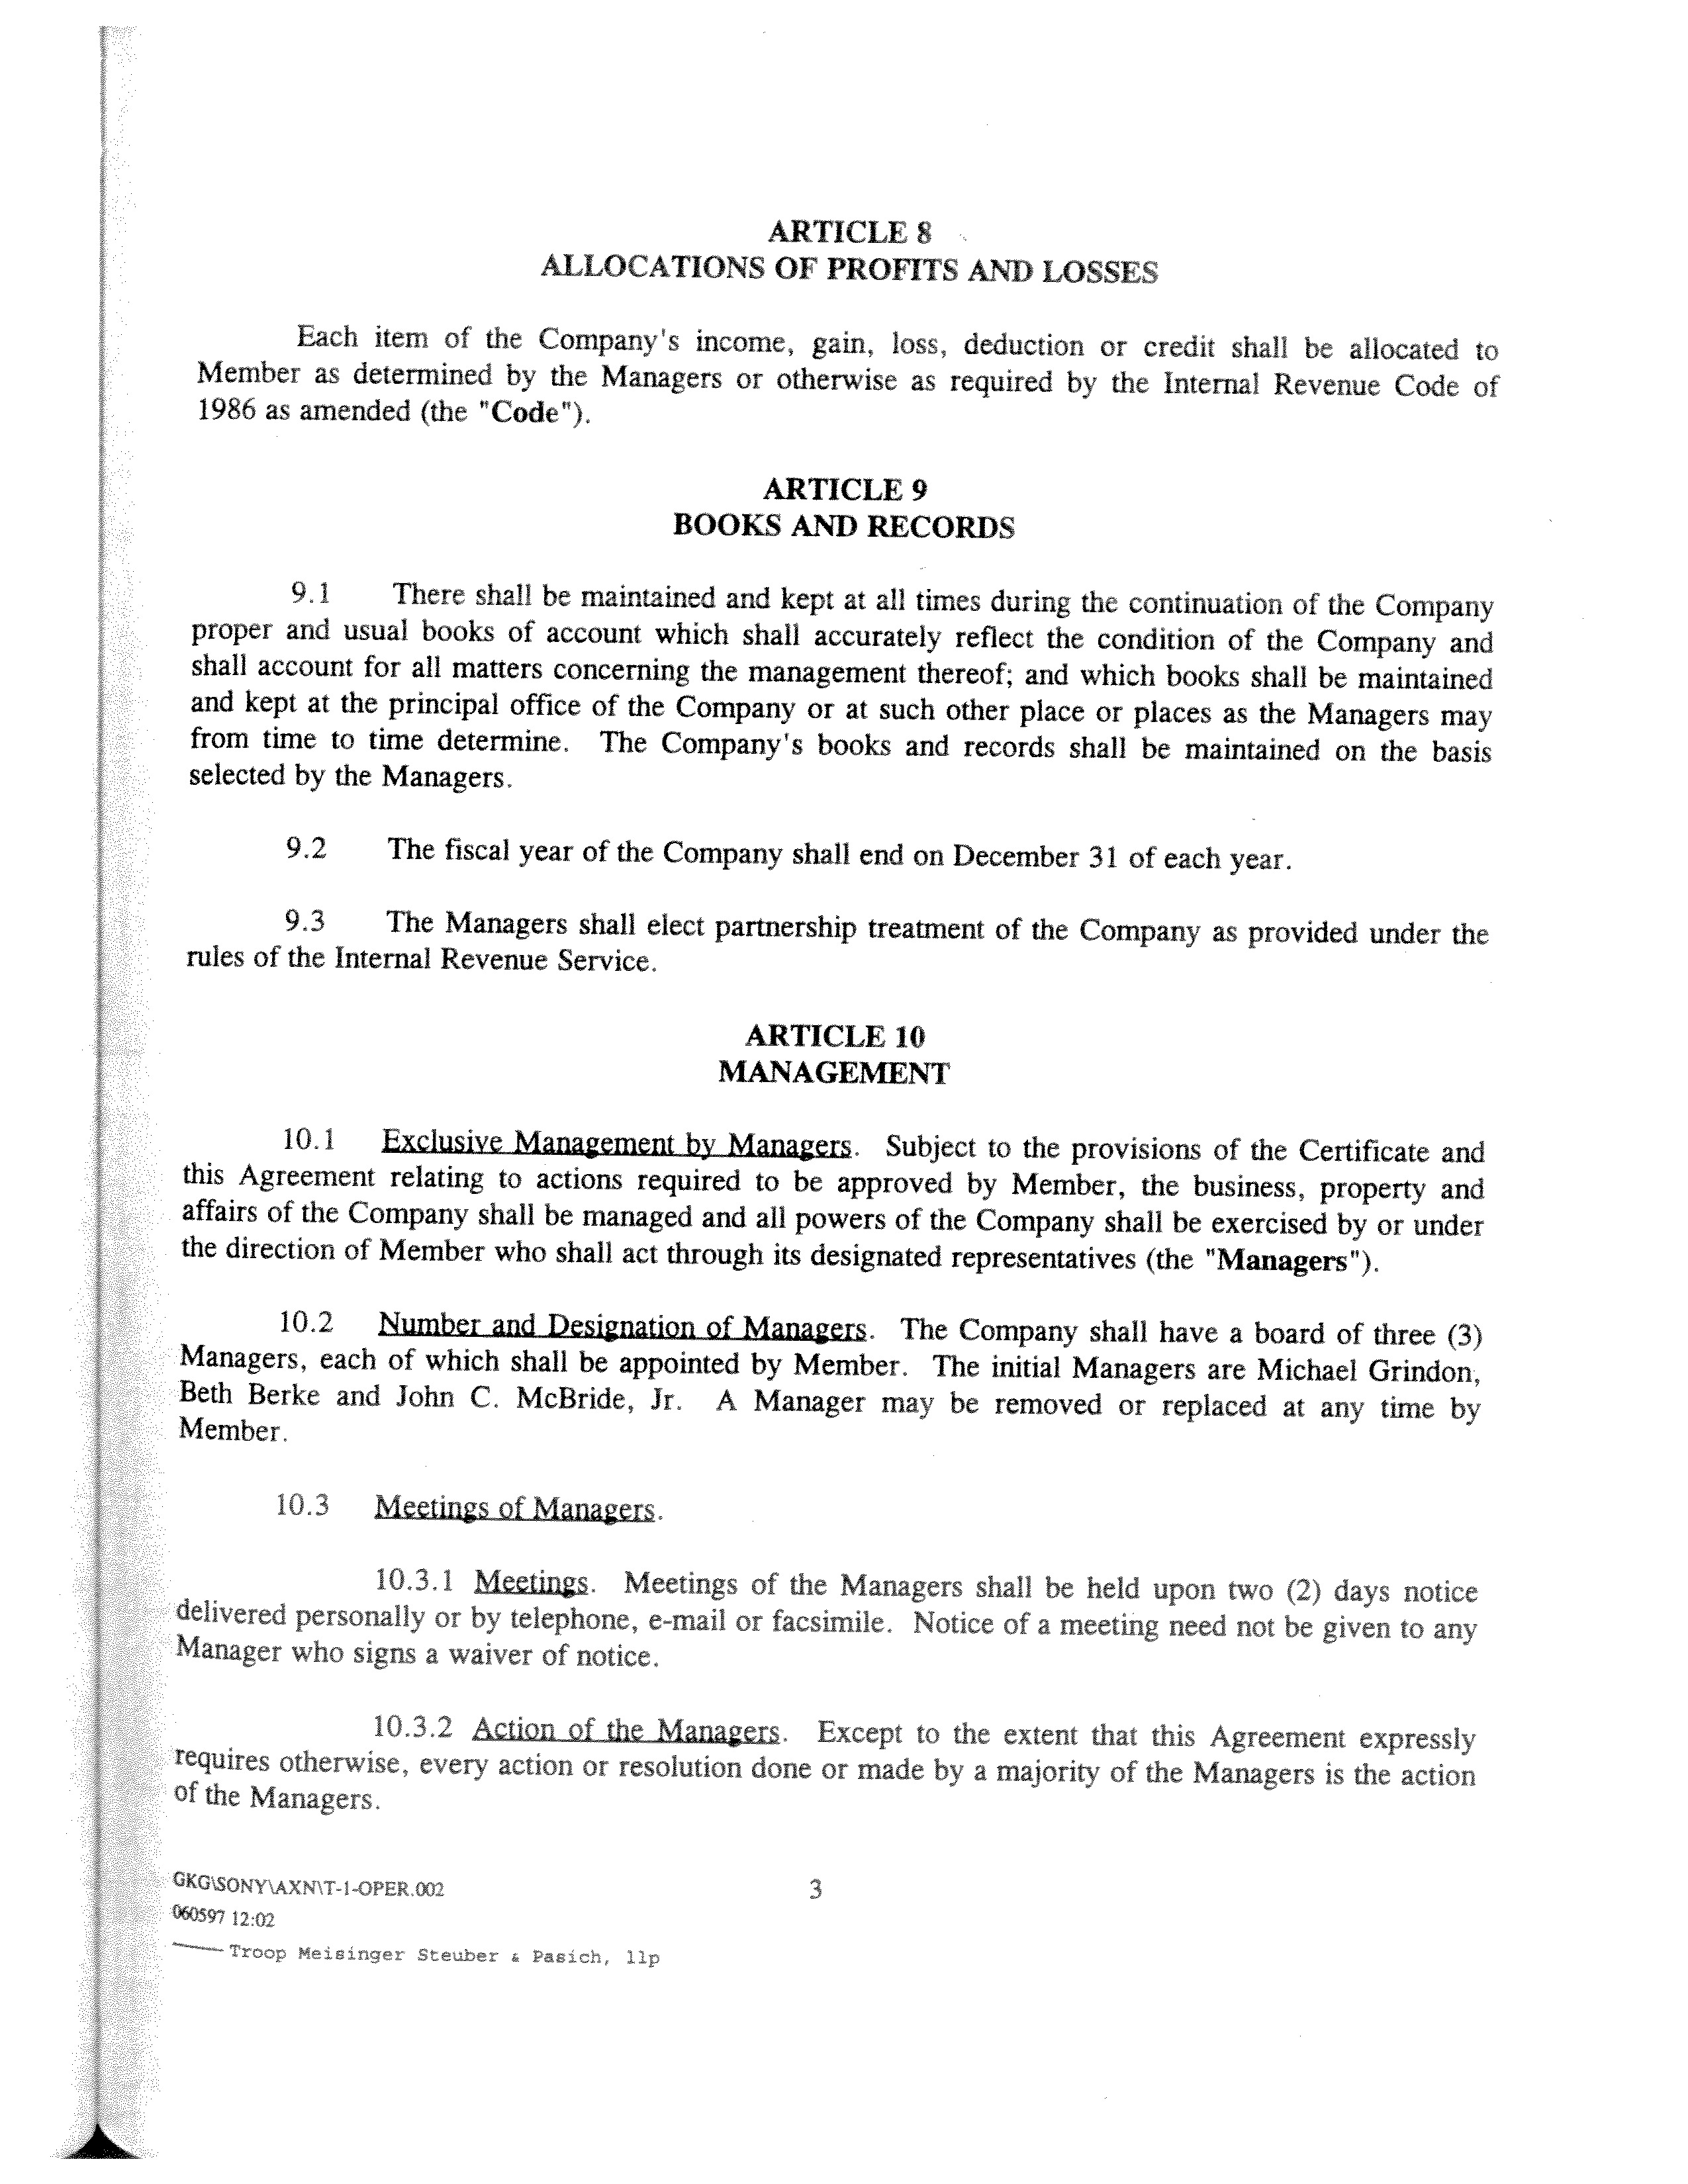 ARTICLE 8
ALLOCATIONS OF PROFITS AND LOSSES
Each item of the Company's income, gain, loss, deduction or credit shall be allocated to
Member as determined by the Managers or otherwise as required by the Internal Revenue Code of
1986 as amended (the "Code").
ARTICLE 9
BOOKS AND RECORDS
9.1 There shall be maintained and kept at all times during the continuation of the Company
proper and usual books of account which shall accurately reflect the condition of the Company and
shall account for all matters concerning the management thereof; and which books shall be maintained
and kept at the principal office of the Company or at such other place or places as the Managers may
from time to time determine. The Company's books and records shall be maintained on the basis
selected by the Managers.
9.2 The fiscal year of the Company shall end on December 31 of each year.
9.3 The Managers shall elect partnership treatment of the Company as provided under the
rules of the Internal Revenue Service.
ARTICLE 10
MANAGEMENT
10.1 Exclusive Management by Managers. Subject to the provisions of the Certificate and
this Agreement relating to actions required to be approved by Member, the business, property and
affairs of the Company shall be managed and all powers of the Company shall be exercised by or under
the direction of Member who shall act through its designated representatives (the "Managers").
10.2 Number and Designation of Managers. The Company shall have a board of three (3)
Managers, each of which shall be appointed by Member. The initial Managers are Michael Grindon,
Beth Berke and John C. McBride, Jr. A Manager may be removed or replaced at any time by
Member.
10.3 Meetings of Managers.
10.3.1 Meetings. Meetings of the Managers shall be held upon two (2) days notice
delivered personally or by telephone, e-mail or facsimile. Notice of a meeting need not be given to any
Manager who signs a waiver of notice.
10.3.2 Action of the Managers. Except to the extent that this Agreement expressly
requires otherwise, every action or resolution done or made by a majority of the Managers is the action
of the Managers.
GKG\SONY\AXN\T-1-OPER.002 3
060597 12:02
Troop Meisinger Steuber & Pasich, llp